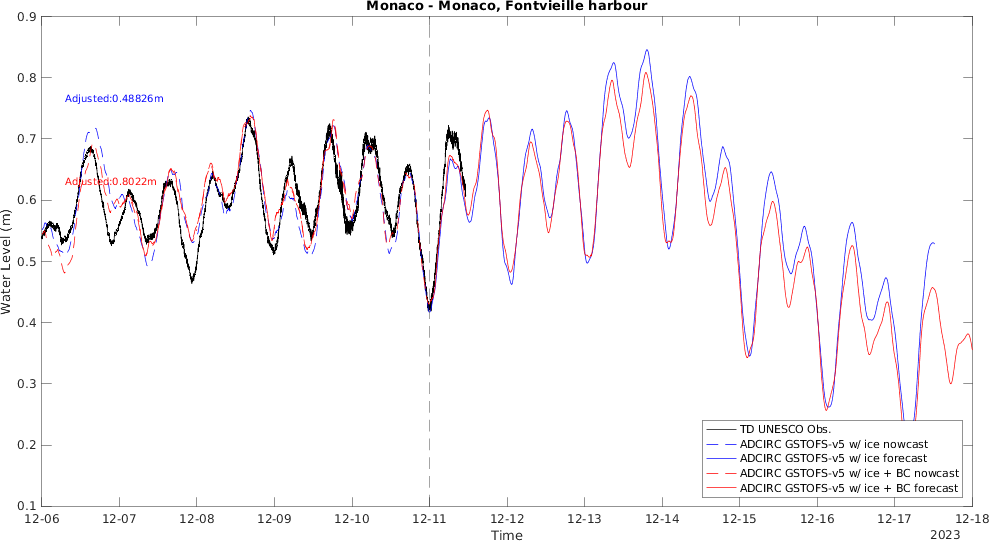 Monaco - Monaco, Fontvieille harbour
0.9
0.8
Adjusted:0.48826m
0.7
Adjusted:0.8022m
0.6
Water Level (m)
0.5
0.4
0.3
TD UNESCO Obs.
ADCIRC GSTOFS-v5 w/ ice nowcast
0.2
ADCIRC GSTOFS-v5 w/ ice forecast
ADCIRC GSTOFS-v5 w/ ice + BC nowcast
ADCIRC GSTOFS-v5 w/ ice + BC forecast
0.1
12-06 12-07 12-08 12-09 12-10 12-11 12-12 12-13 12-14 12-15 12-16 12-17 12-18
Time
2023